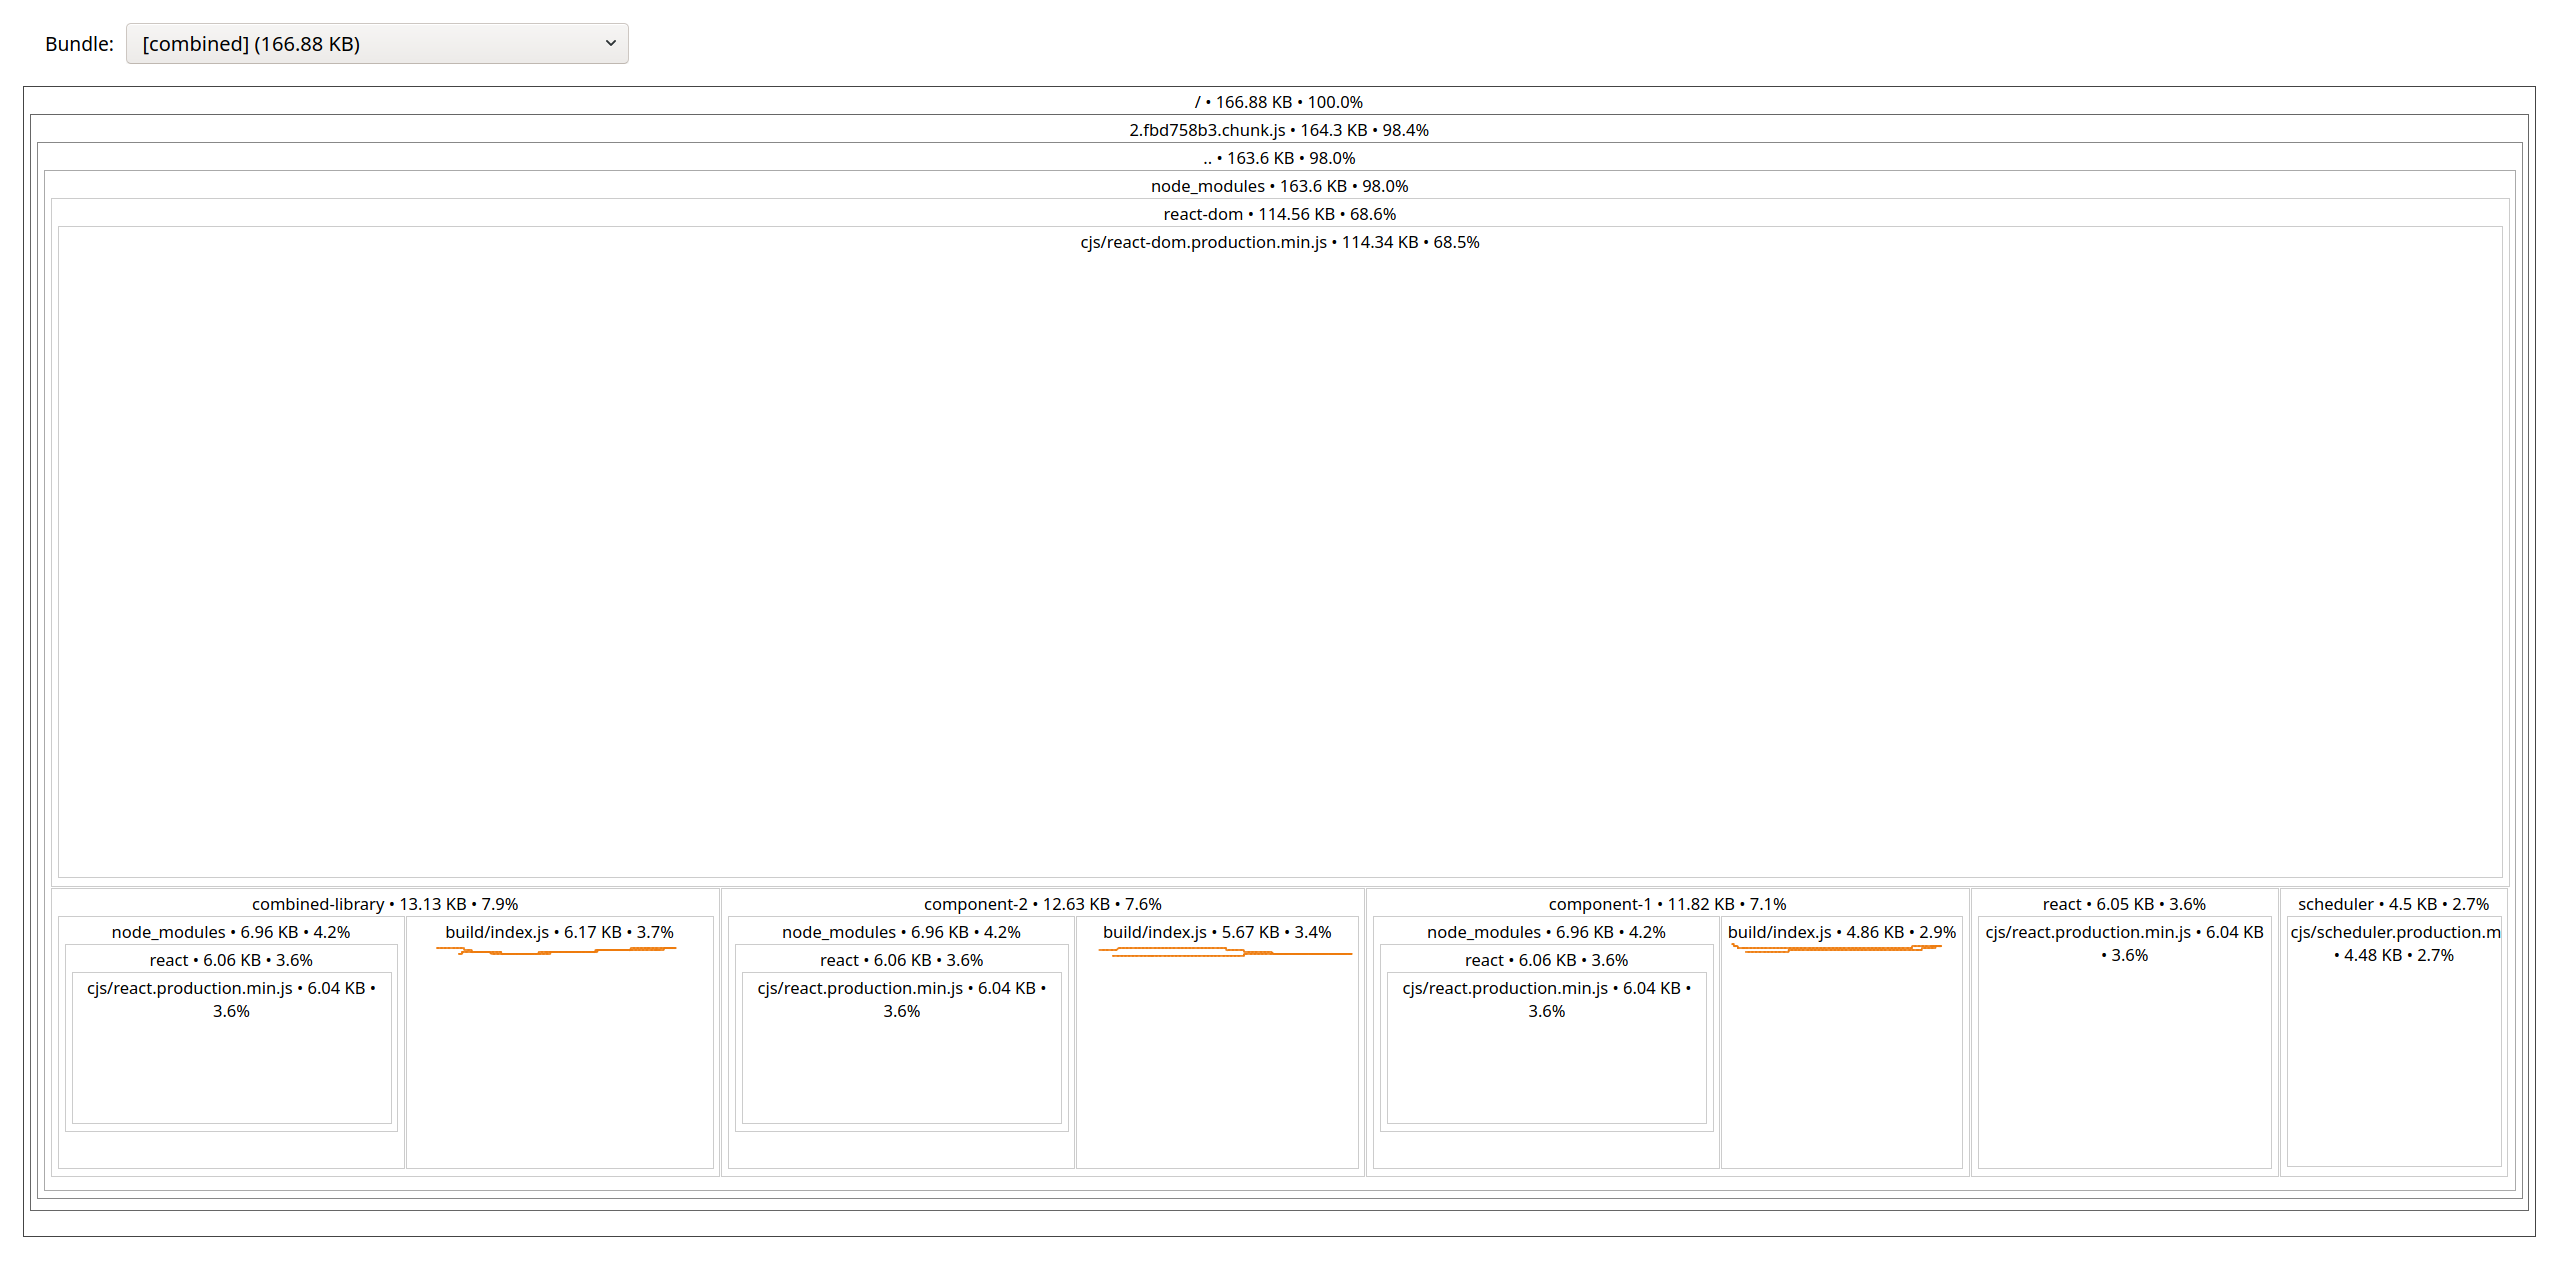 Bundle: [combined] (166.88 KB)
/ • 166.88 KB • 100.0%
2.fbd758b3.chunk.js • 164.3 KB • 98.4%
.. • 163.6 KB • 98.0%
node_modules • 163.6 KB • 98.0%
react-dom • 114.56 KB • 68.6%
cjs/react-dom.production.min.js • 114.34 KB • 68.5%
combined-library • 13.13 KB • 7.9%
node_modules • 6.96 KB • 4.2%
react • 6.06 KB • 3.6%
cjs/react.production.min.js • 6.04 KB •
3.6%
build/index.js • 6.17 KB • 3.7%
component-2 • 12.63 KB • 7.6%
node_modules • 6.96 KB • 4.2%
react • 6.06 KB • 3.6%
cjs/react.production.min.js • 6.04 KB •
3.6%
build/index.js • 5.67 KB • 3.4%
component-1 • 11.82 KB • 7.1%
node_modules • 6.96 KB • 4.2%
react • 6.06 KB • 3.6%
cjs/react.production.min.js • 6.04 KB •
3.6%
build/index.js • 4.86 KB • 2.9%
react • 6.05 KB • 3.6%
cjs/react.production.min.js • 6.04 KB
• 3.6%
scheduler • 4.5 KB • 2.7%
cjs/scheduler.production.m
• 4.48 KB • 2.7%